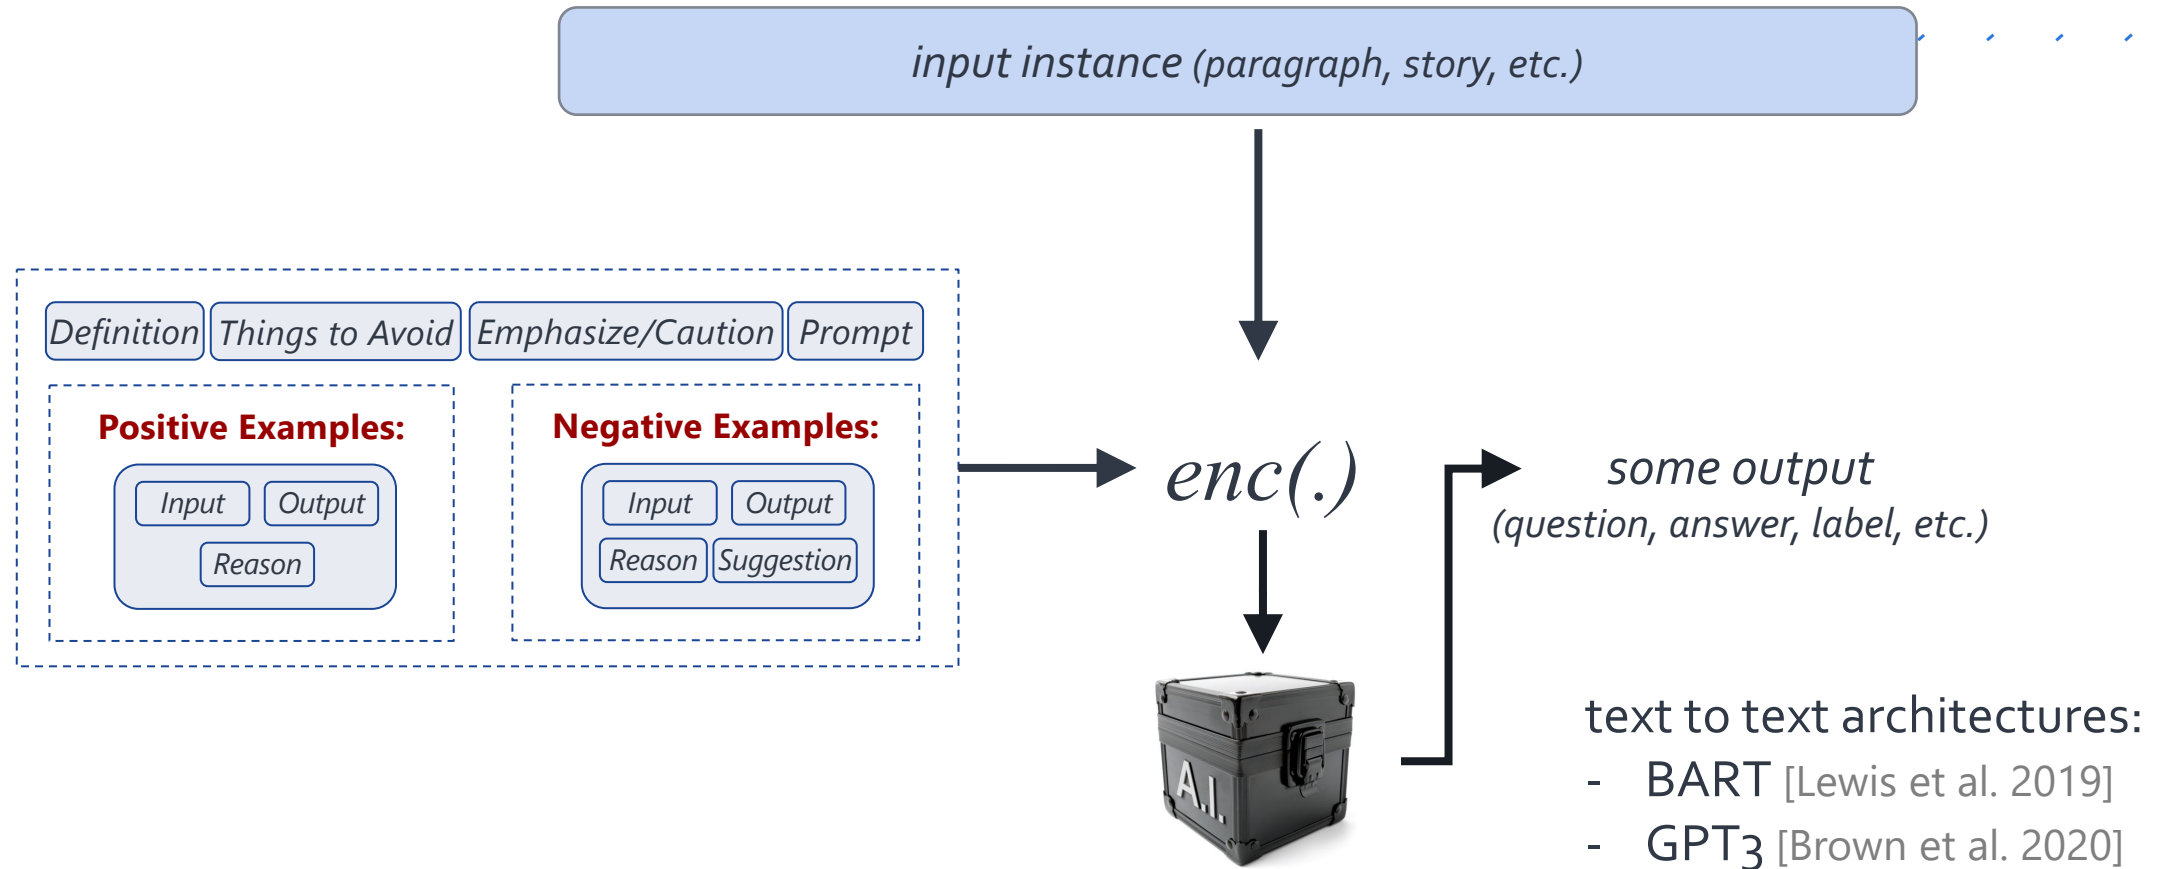 input instance (paragraph, story, etc.)
Definition
Things to Avoid
Emphasize/Caution
Prompt
Positive Examples:
Input
Output
Reason
Negative Examples:
Input
Output
Reason
Suggestion
enc(.)
some output
(question, answer, label, etc.)
A.I.
text to text architectures:
- BART [Lewis et al. 2019]
- GPT3 [Brown et al. 2020]